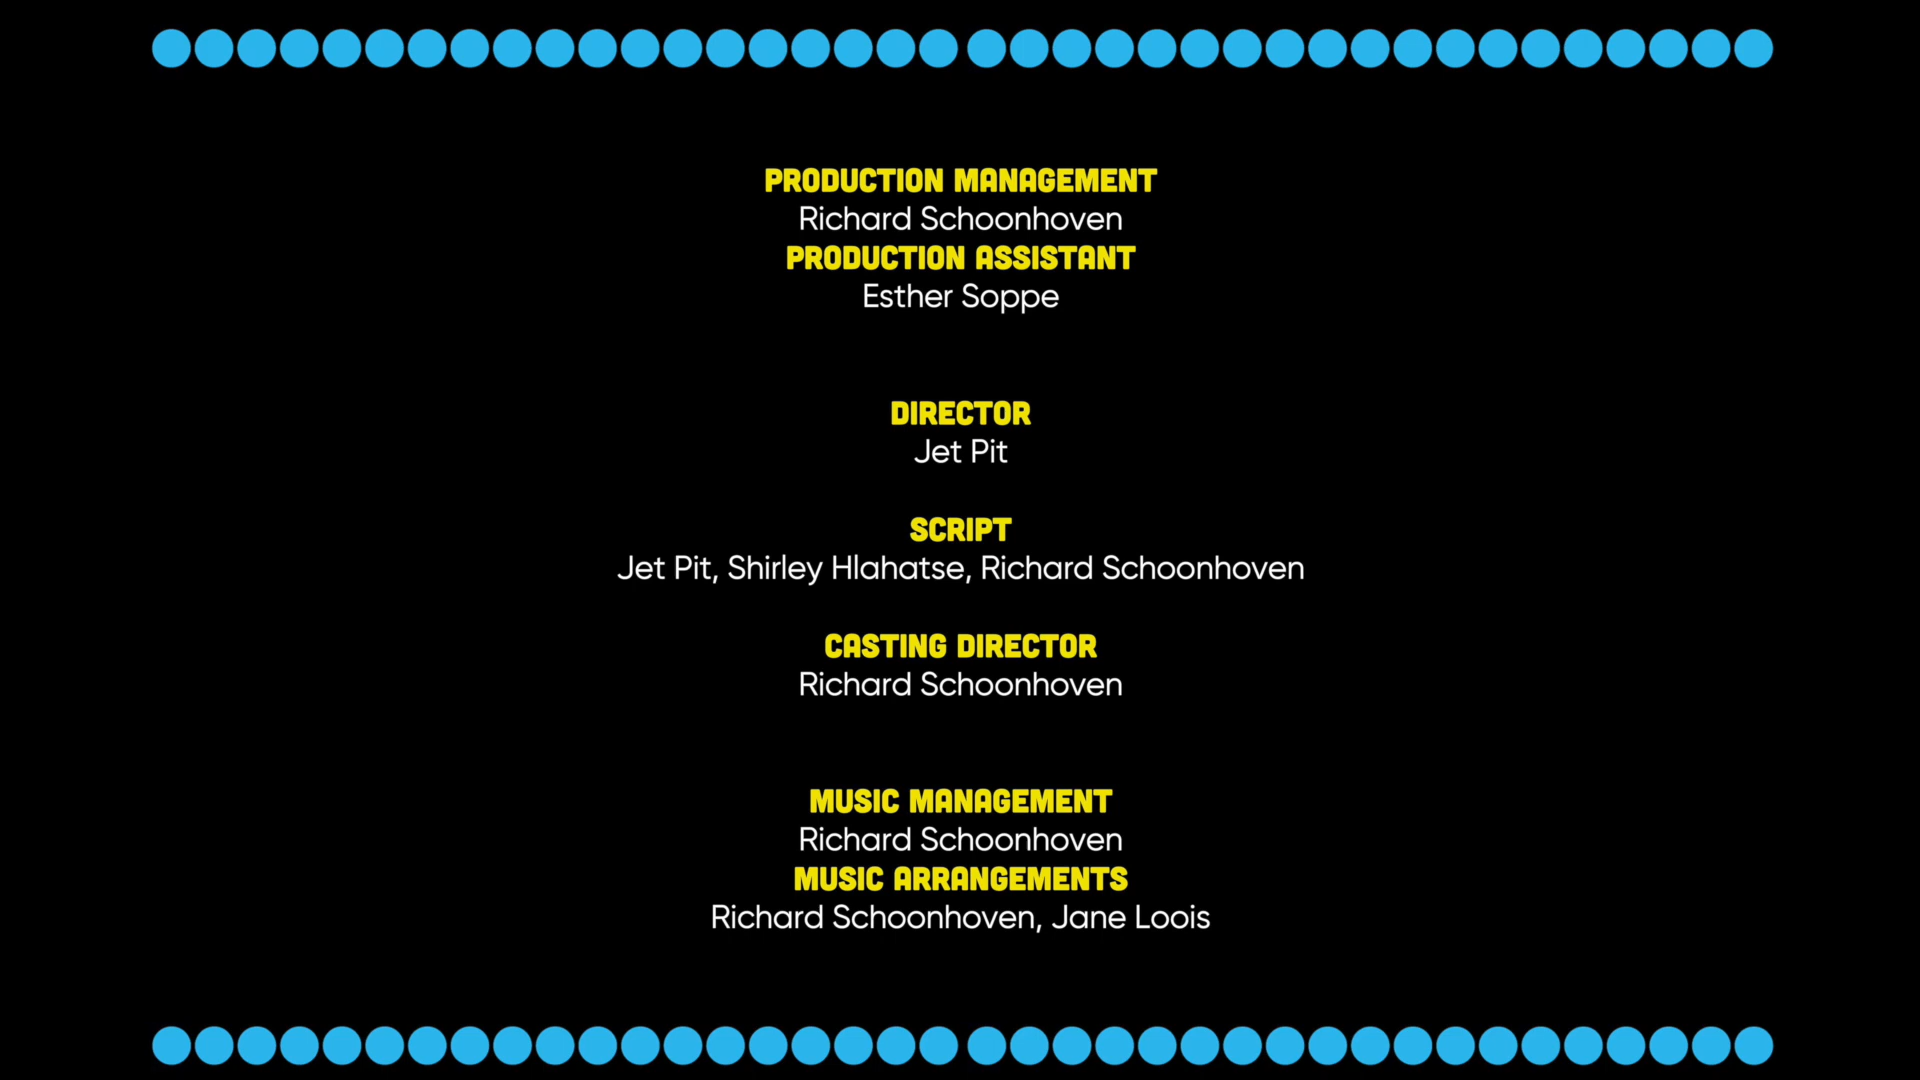 PRODUCTION MANAGEMENT
Richard Schoonhoven
PRODUCTION ASSISTANT
Esther Soppe
DIRECTOR
Jet Pit
SCRIPT
Jet Pit, Shirley Hlahatse, Richard Schoonhoven
CASTING DIRECTOR
Richard Schoonhoven
MUSIC MANAGEMENT
Richard Schoonhoven
MUSIC ARRANGEMENTS
Richard Schoonhoven, Jane Loois